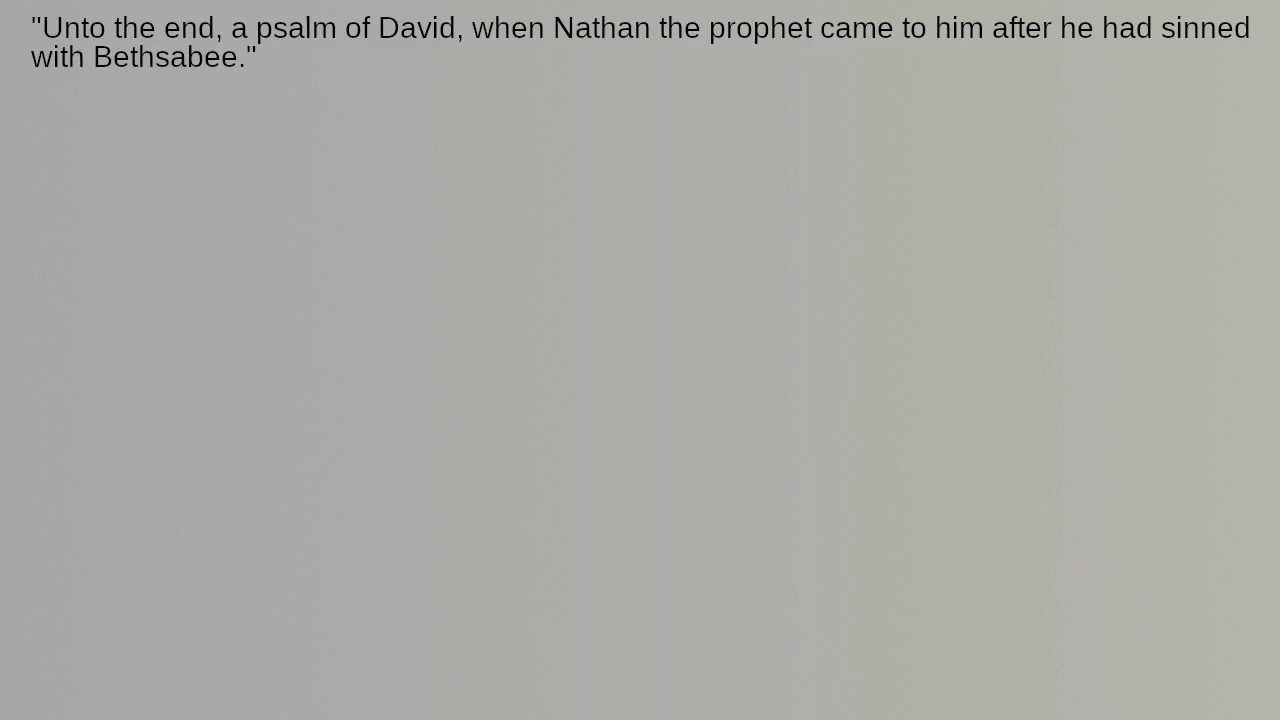 "Unto the end, a psalm of David, when Nathan the prophet came to him after he had sinned
with Bethsabee."